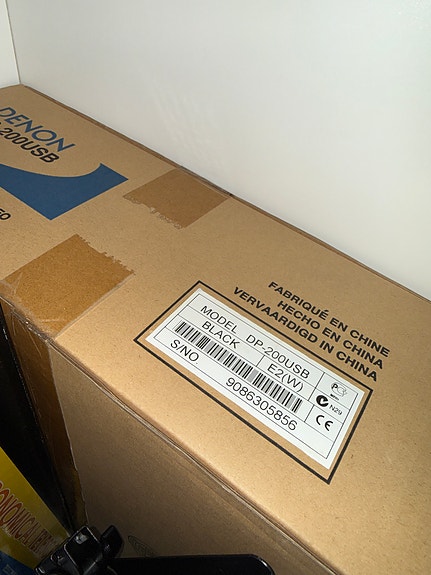 DENON
-200USB
FABRIQUÉ EN CHINE
HECHO EN CHINA
VERVAARDIGD IN CHINA
MODEL DP-200USB
BLACK E2(W)
S/NO. 9086305856
N29
CE